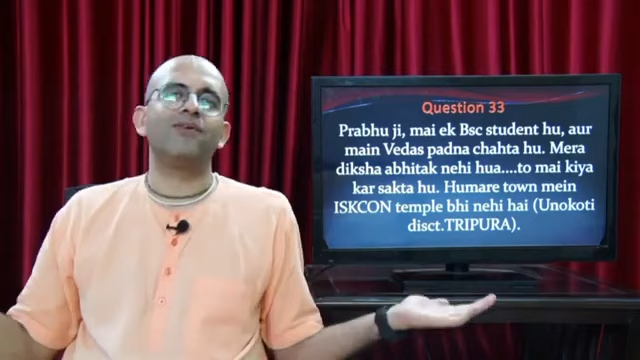 Question 33
Prabhu ji, mai ek Bsc student hu, aur
main Vedas padna chahta hu. Mera
diksha abhitak nehi hua....to mai kiya
kar sakta hu. Humare town mein
ISKCON temple bhi nehi hai (Unokoti
disct.TRIPURA).